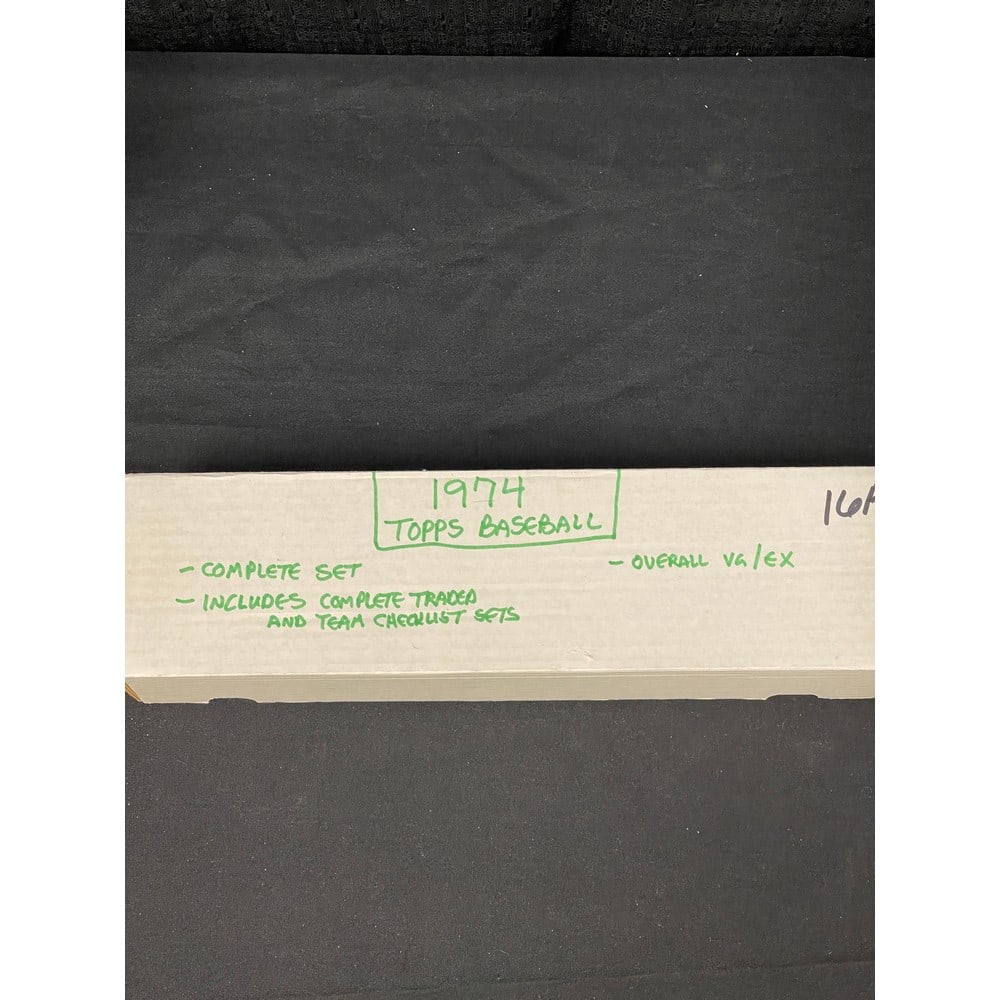 1974
TOPPS BASEBALL
- COMPLETE SET
- INCLUDES COMPLETE TRADED
AND TEAM CHECKLIST SETS
- OVERALL VG/EX